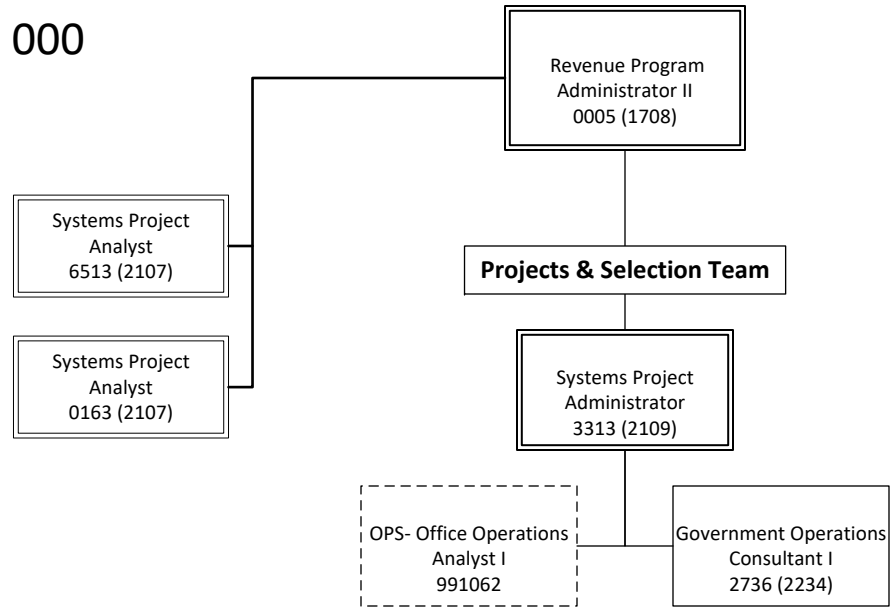 000
Revenue Program
Administrator II
0005 (1708)
Systems Project
Analyst
6513 (2107)
Projects & Selection Team
Systems Project
Analyst
0163 (2107)
Systems Project
Administrator
3313 (2109)
OPS- Office Operations
Analyst I
991062
Government Operations
Consultant I
2736 (2234)